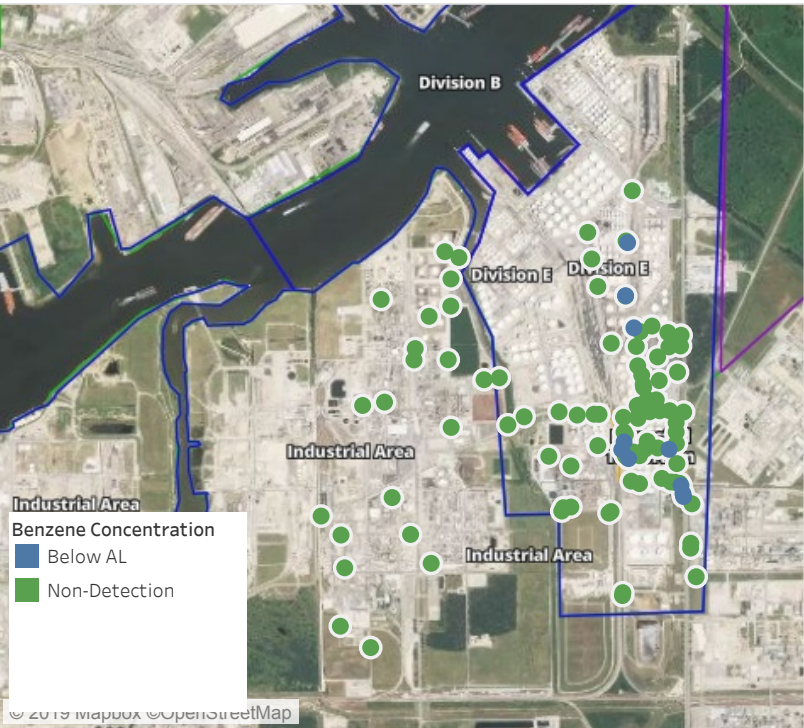 Division B
Division E
Division E
Industrial Area
Industrial Area
Industrial Area
Benzene Concentration
Below AL
Non-Detection
© 2019 Mapbox ©OpenStreetMap